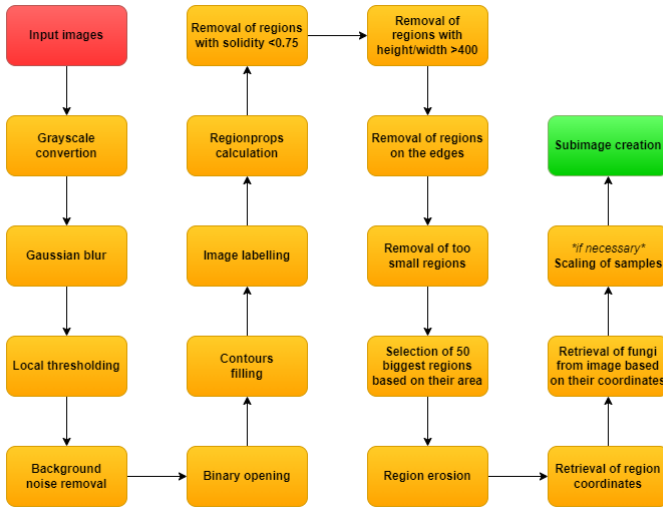 Input images
Grayscale
convertion
Gaussian blur
Local thresholding
Background
noise removal
Binary opening
Contours
filling
Image labelling
Regionprops
calculation
Removal of regions
with solidity <0.75
Removal of
regions with
height/width >400
Removal of regions
on the edges
Removal of too
small regions
Selection of 50
biggest regions
based on their area
Region erosion
Retrieval of region
coordinates
Retrieval of fungi
from image based
on their coordinates
*if necessary*
Scaling of samples
Subimage creation